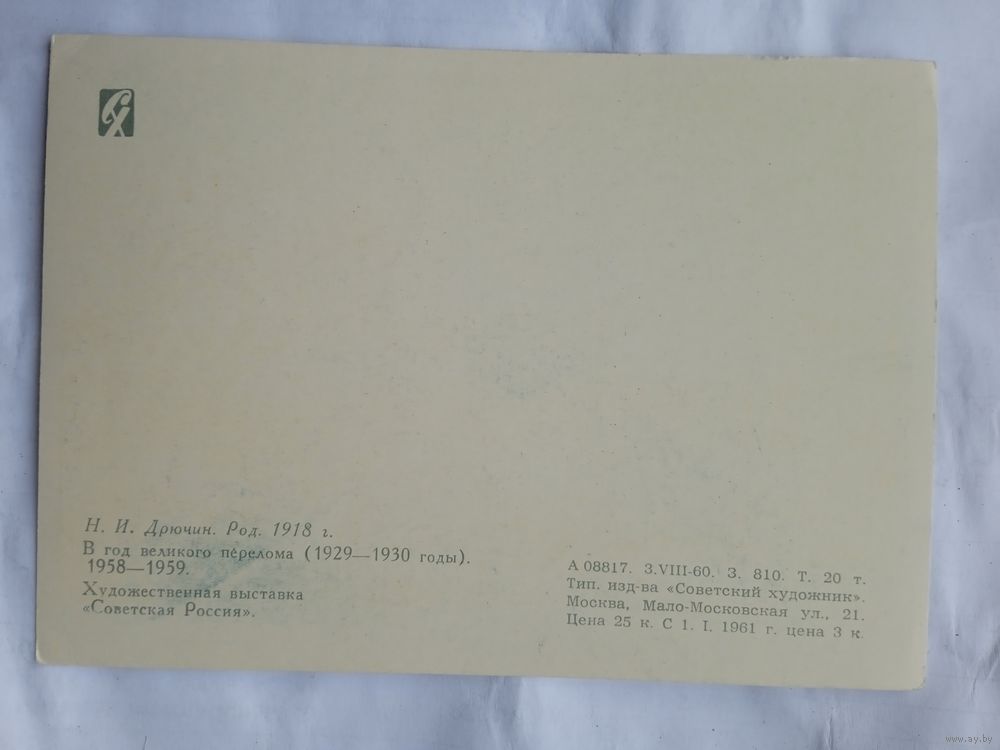 СХ
Н. И. Дрючин. Род. 1918 г.
В год великого перелома (1929—1930 годы).
1958—1959.
Художественная выставка
«Советская Россия».
А 08817. 3.VIII-60. З. 810. Т. 20 т.
Тип. изд-ва «Советский художник».
Москва, Мало-Московская ул., 21.
Цена 25 к. С 1. I. 1961 г. цена 3 к.
www.ay.by